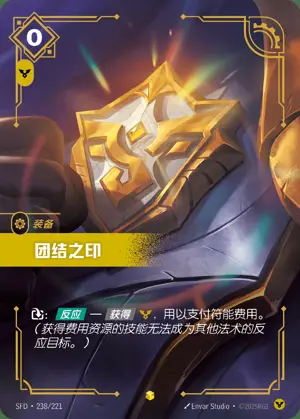 0
装备
团结之印
: 反应 — 获得 , 用以支付符能费用。
(获得费用资源的技能无法成为其他法术的反
应目标。)
SFD • 238/221
Envar Studio • ©2025RIOT